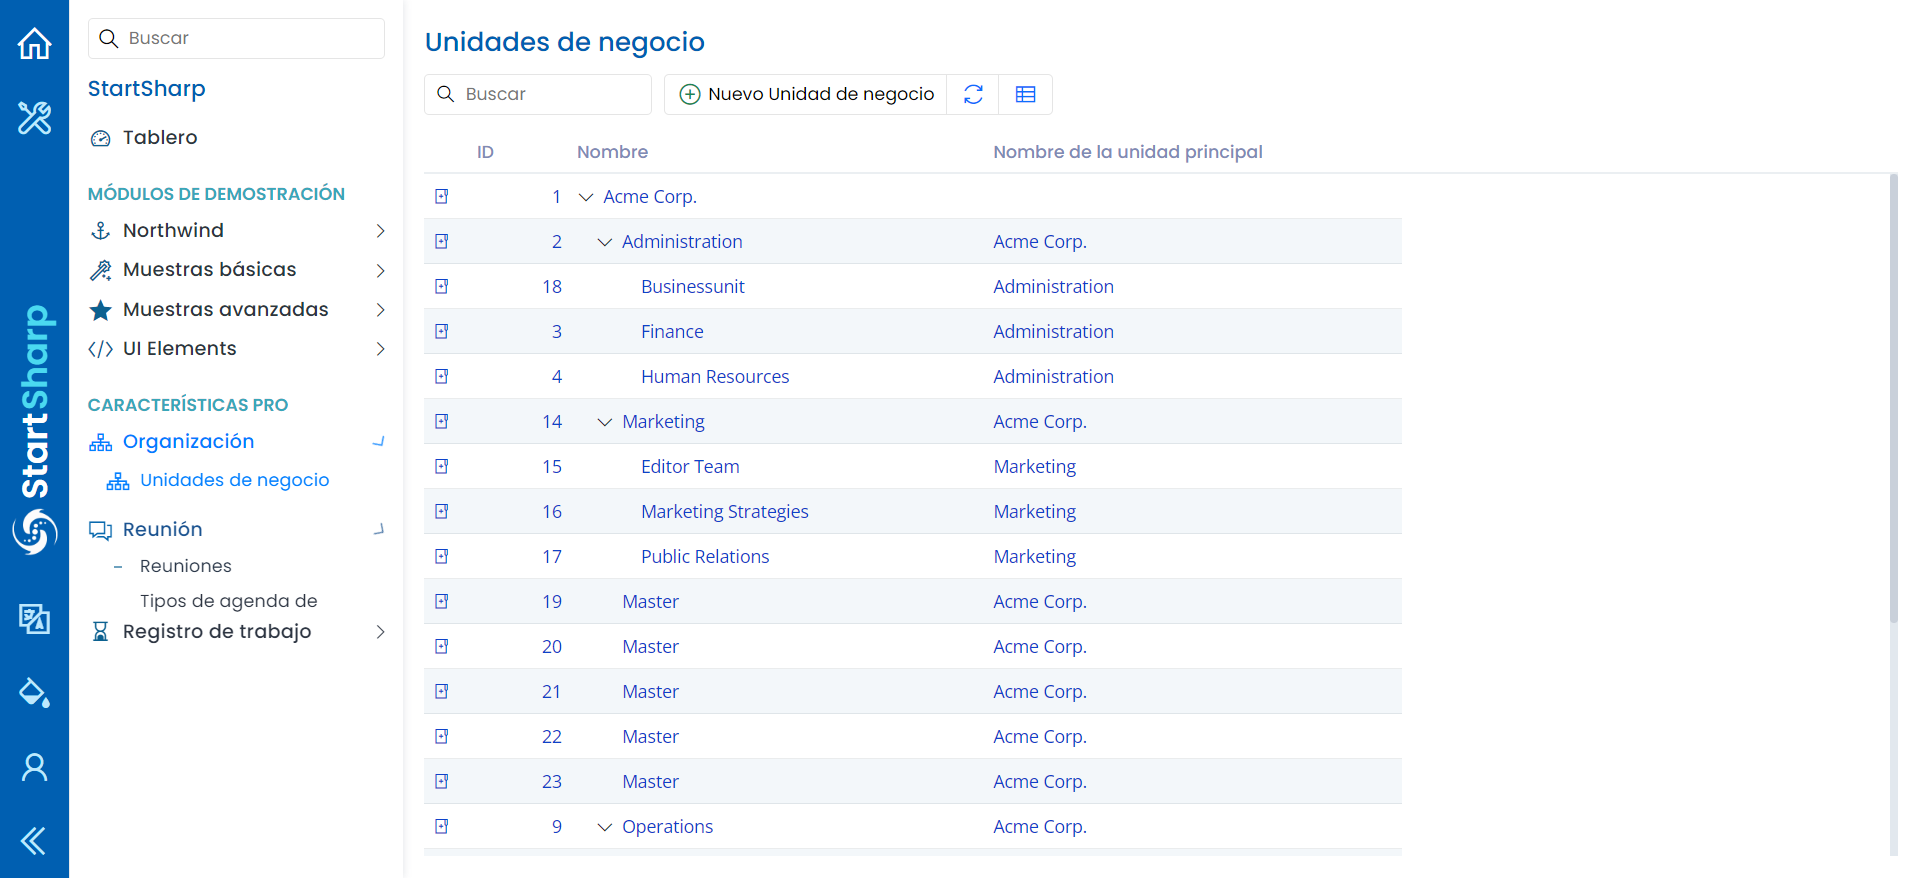 StartSharp
Buscar
StartSharp
Tablero
MÓDULOS DE DEMOSTRACIÓN
Northwind
Muestras básicas
Muestras avanzadas
UI Elements
CARACTERÍSTICAS PRO
Organización
Unidades de negocio
Reunión
Reuniones
Tipos de agenda de
Registro de trabajo
Unidades de negocio
Buscar
Nuevo Unidad de negocio
ID Nombre Nombre de la unidad principal
1 Acme Corp.
2 Administration Acme Corp.
18 Businessunit Administration
3 Finance Administration
4 Human Resources Administration
14 Marketing Acme Corp.
15 Editor Team Marketing
16 Marketing Strategies Marketing
17 Public Relations Marketing
19 Master Acme Corp.
20 Master Acme Corp.
21 Master Acme Corp.
22 Master Acme Corp.
23 Master Acme Corp.
9 Operations Acme Corp.